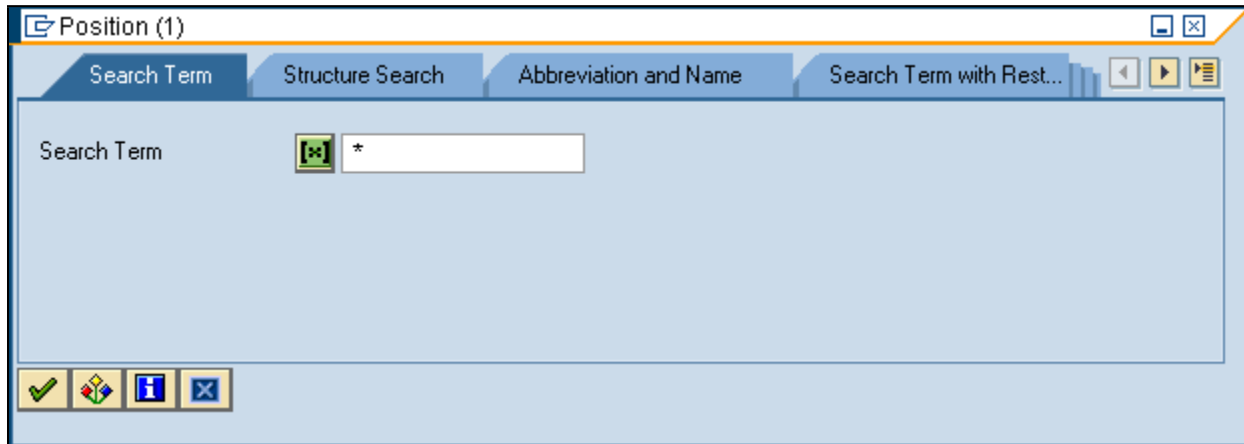 Position (1)
Search Term Structure Search Abbreviation and Name Search Term with Rest...
Search Term *